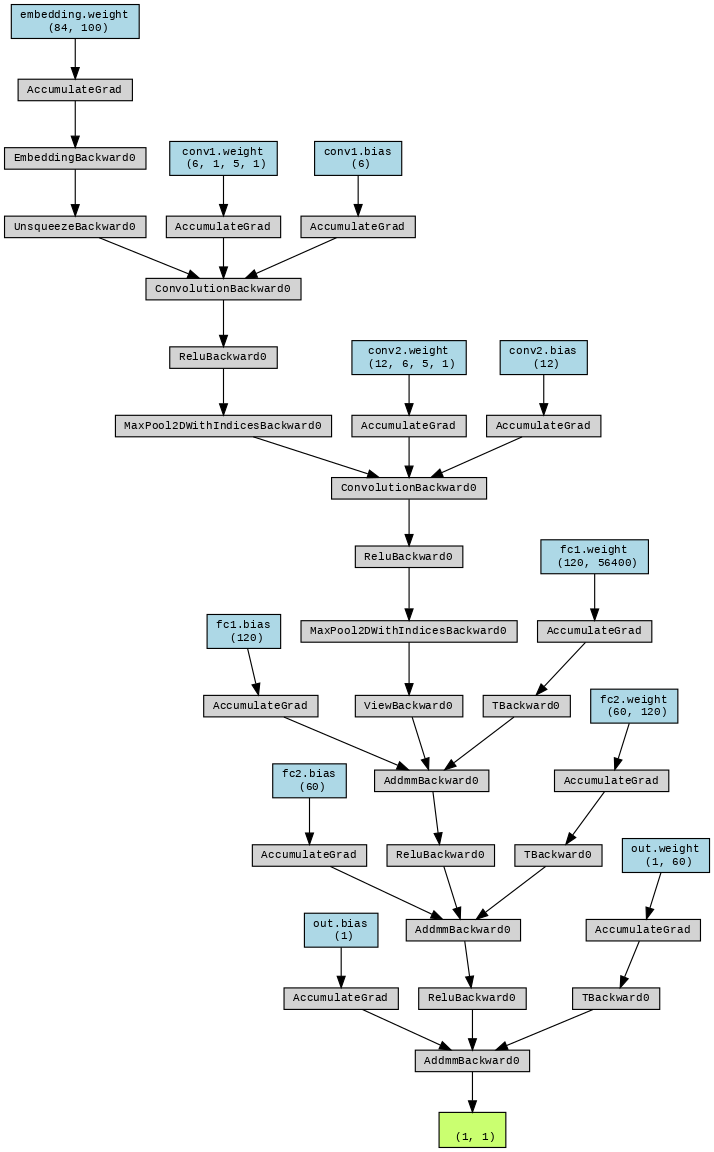 embedding.weight
(84, 100)
AccumulateGrad
EmbeddingBackward0
conv1.weight
(6, 1, 5, 1)
conv1.bias
(6)
UnsqueezeBackward0
AccumulateGrad
AccumulateGrad
ConvolutionBackward0
ReluBackward0
conv2.weight
(12, 6, 5, 1)
conv2.bias
(12)
MaxPool2DWithIndicesBackward0
AccumulateGrad
AccumulateGrad
ConvolutionBackward0
ReluBackward0
fc1.weight
(120, 56400)
fc1.bias
(120)
MaxPool2DWithIndicesBackward0
AccumulateGrad
AccumulateGrad
ViewBackward0
TBackward0
fc2.weight
(60, 120)
fc2.bias
(60)
AddmmBackward0
AccumulateGrad
AccumulateGrad
ReluBackward0
TBackward0
out.weight
(1, 60)
out.bias
(1)
AddmmBackward0
AccumulateGrad
AccumulateGrad
ReluBackward0
TBackward0
AddmmBackward0
(1, 1)